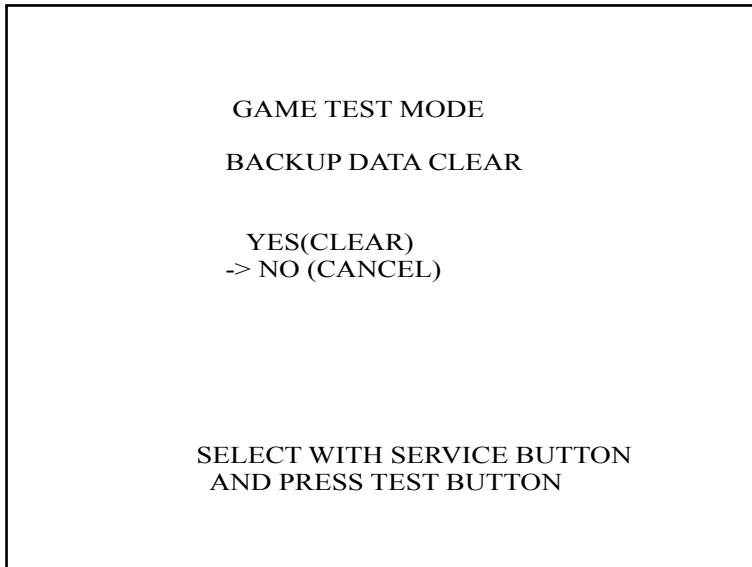 GAME TEST MODE
BACKUP DATA CLEAR
YES(CLEAR)
-> NO (CANCEL)
SELECT WITH SERVICE BUTTON
AND PRESS TEST BUTTON